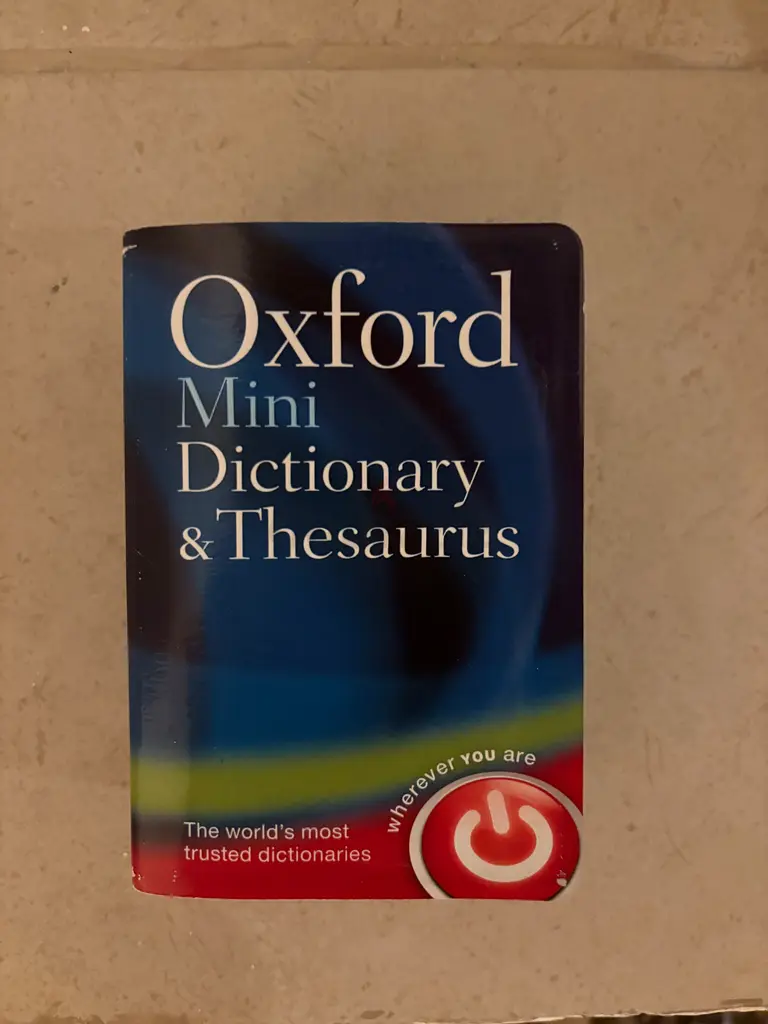 Oxford
Mini
Dictionary
& Thesaurus
wherever YOU are
The world's most
trusted dictionaries